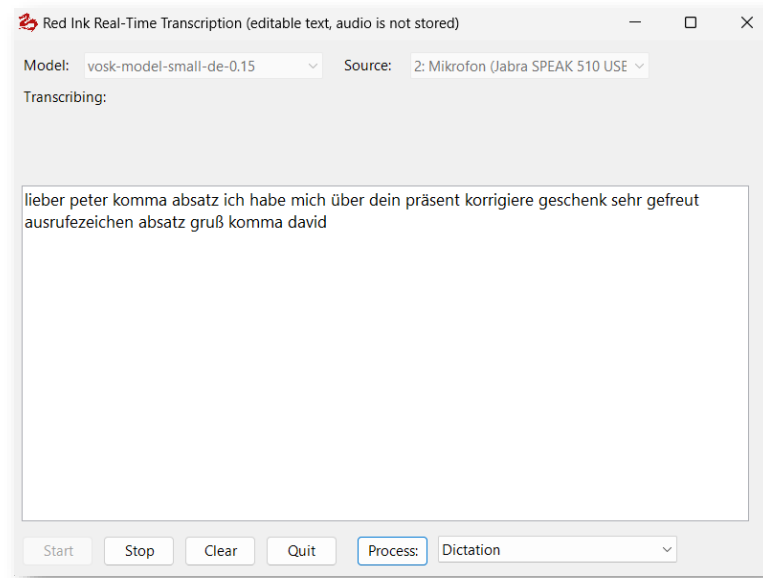 Red Ink Real-Time Transcription (editable text, audio is not stored)
Model: vosk-model-small-de-0.15 Source: 2: Mikrofon (Jabra SPEAK 510 USE
Transcribing:
lieber peter komma absatz ich habe mich über dein präsent korrigiere geschenk sehr gefreut
ausrufezeichen absatz gruß komma david
Start Stop Clear Quit Process: Dictation